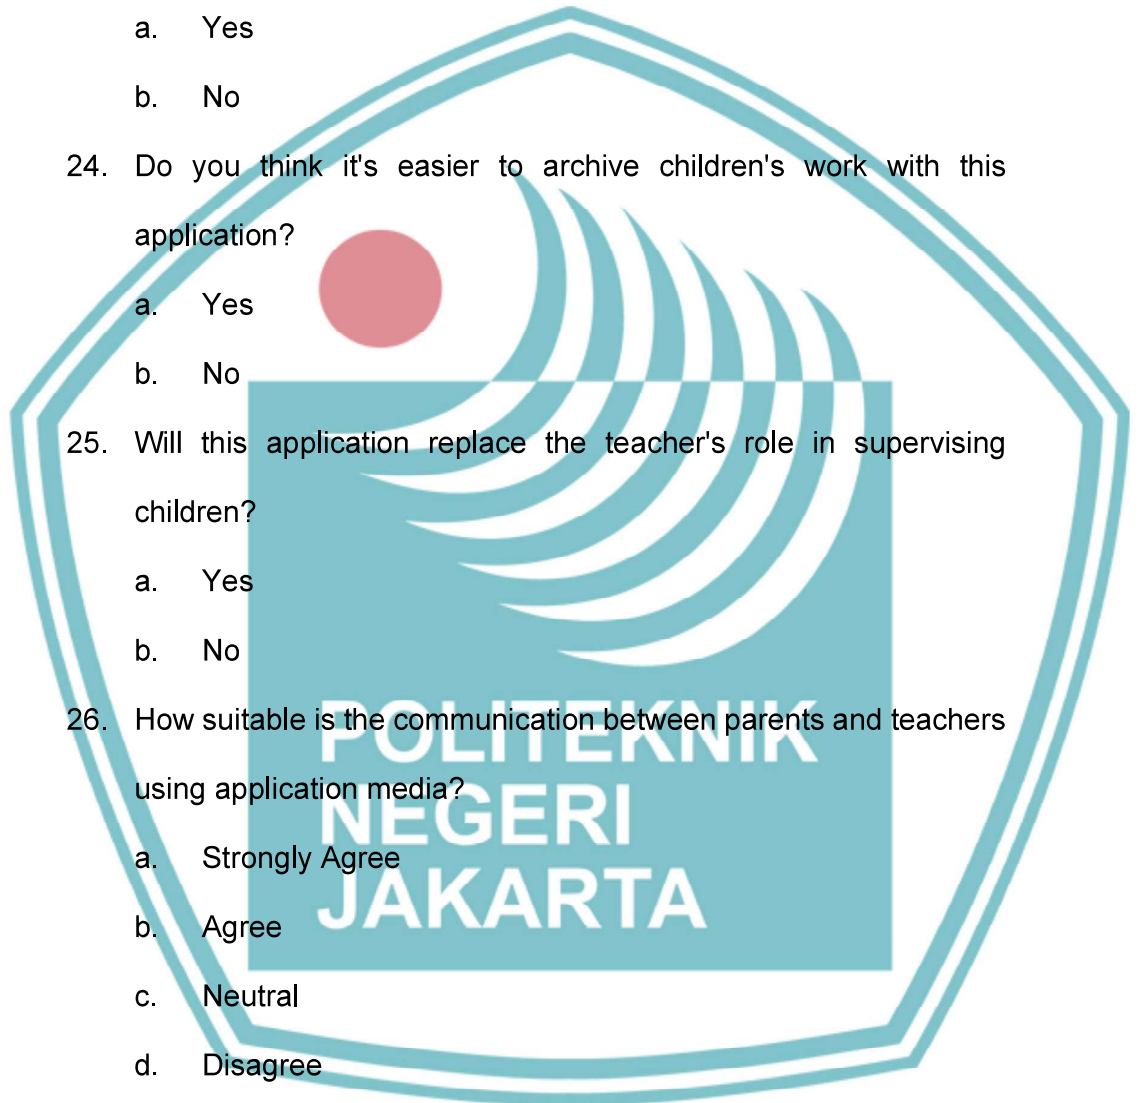 a. Yes
b. No
24. Do you think it's easier to archive children's work with this
application?
a. Yes
b. No
25. Will this application replace the teacher's role in supervising
children?
a. Yes
b. No
26. How suitable is the communication between parents and teachers
using application media?
a. Strongly Agree
b. Agree
c. Neutral
d. Disagree
POLITEKNIK
NEGERI
JAKARTA